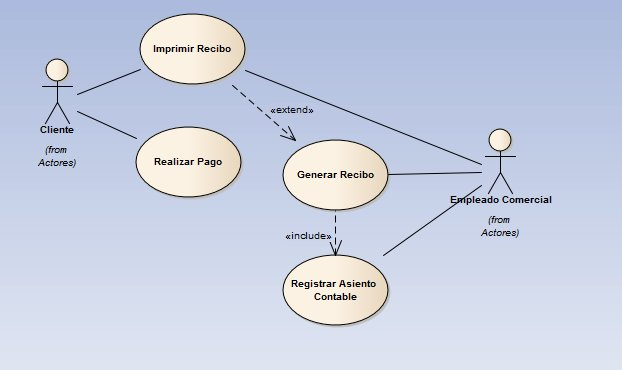 Imprimir Recibo
«extend»
Cliente
(from
Actores)
Realizar Pago
Generar Recibo
Empleado Comercial
(from
Actores)
«include»
Registrar Asiento
Contable